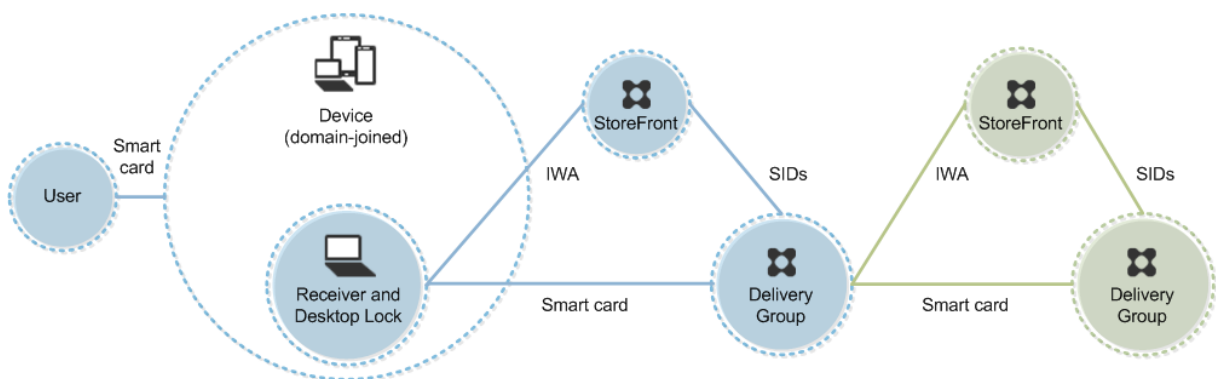 User
Smart
card
Device
(domain-joined)
Receiver and
Desktop Lock
IWA
StoreFront
SIDs
Smart card
Delivery
Group
IWA
StoreFront
SIDs
Smart card
Delivery
Group